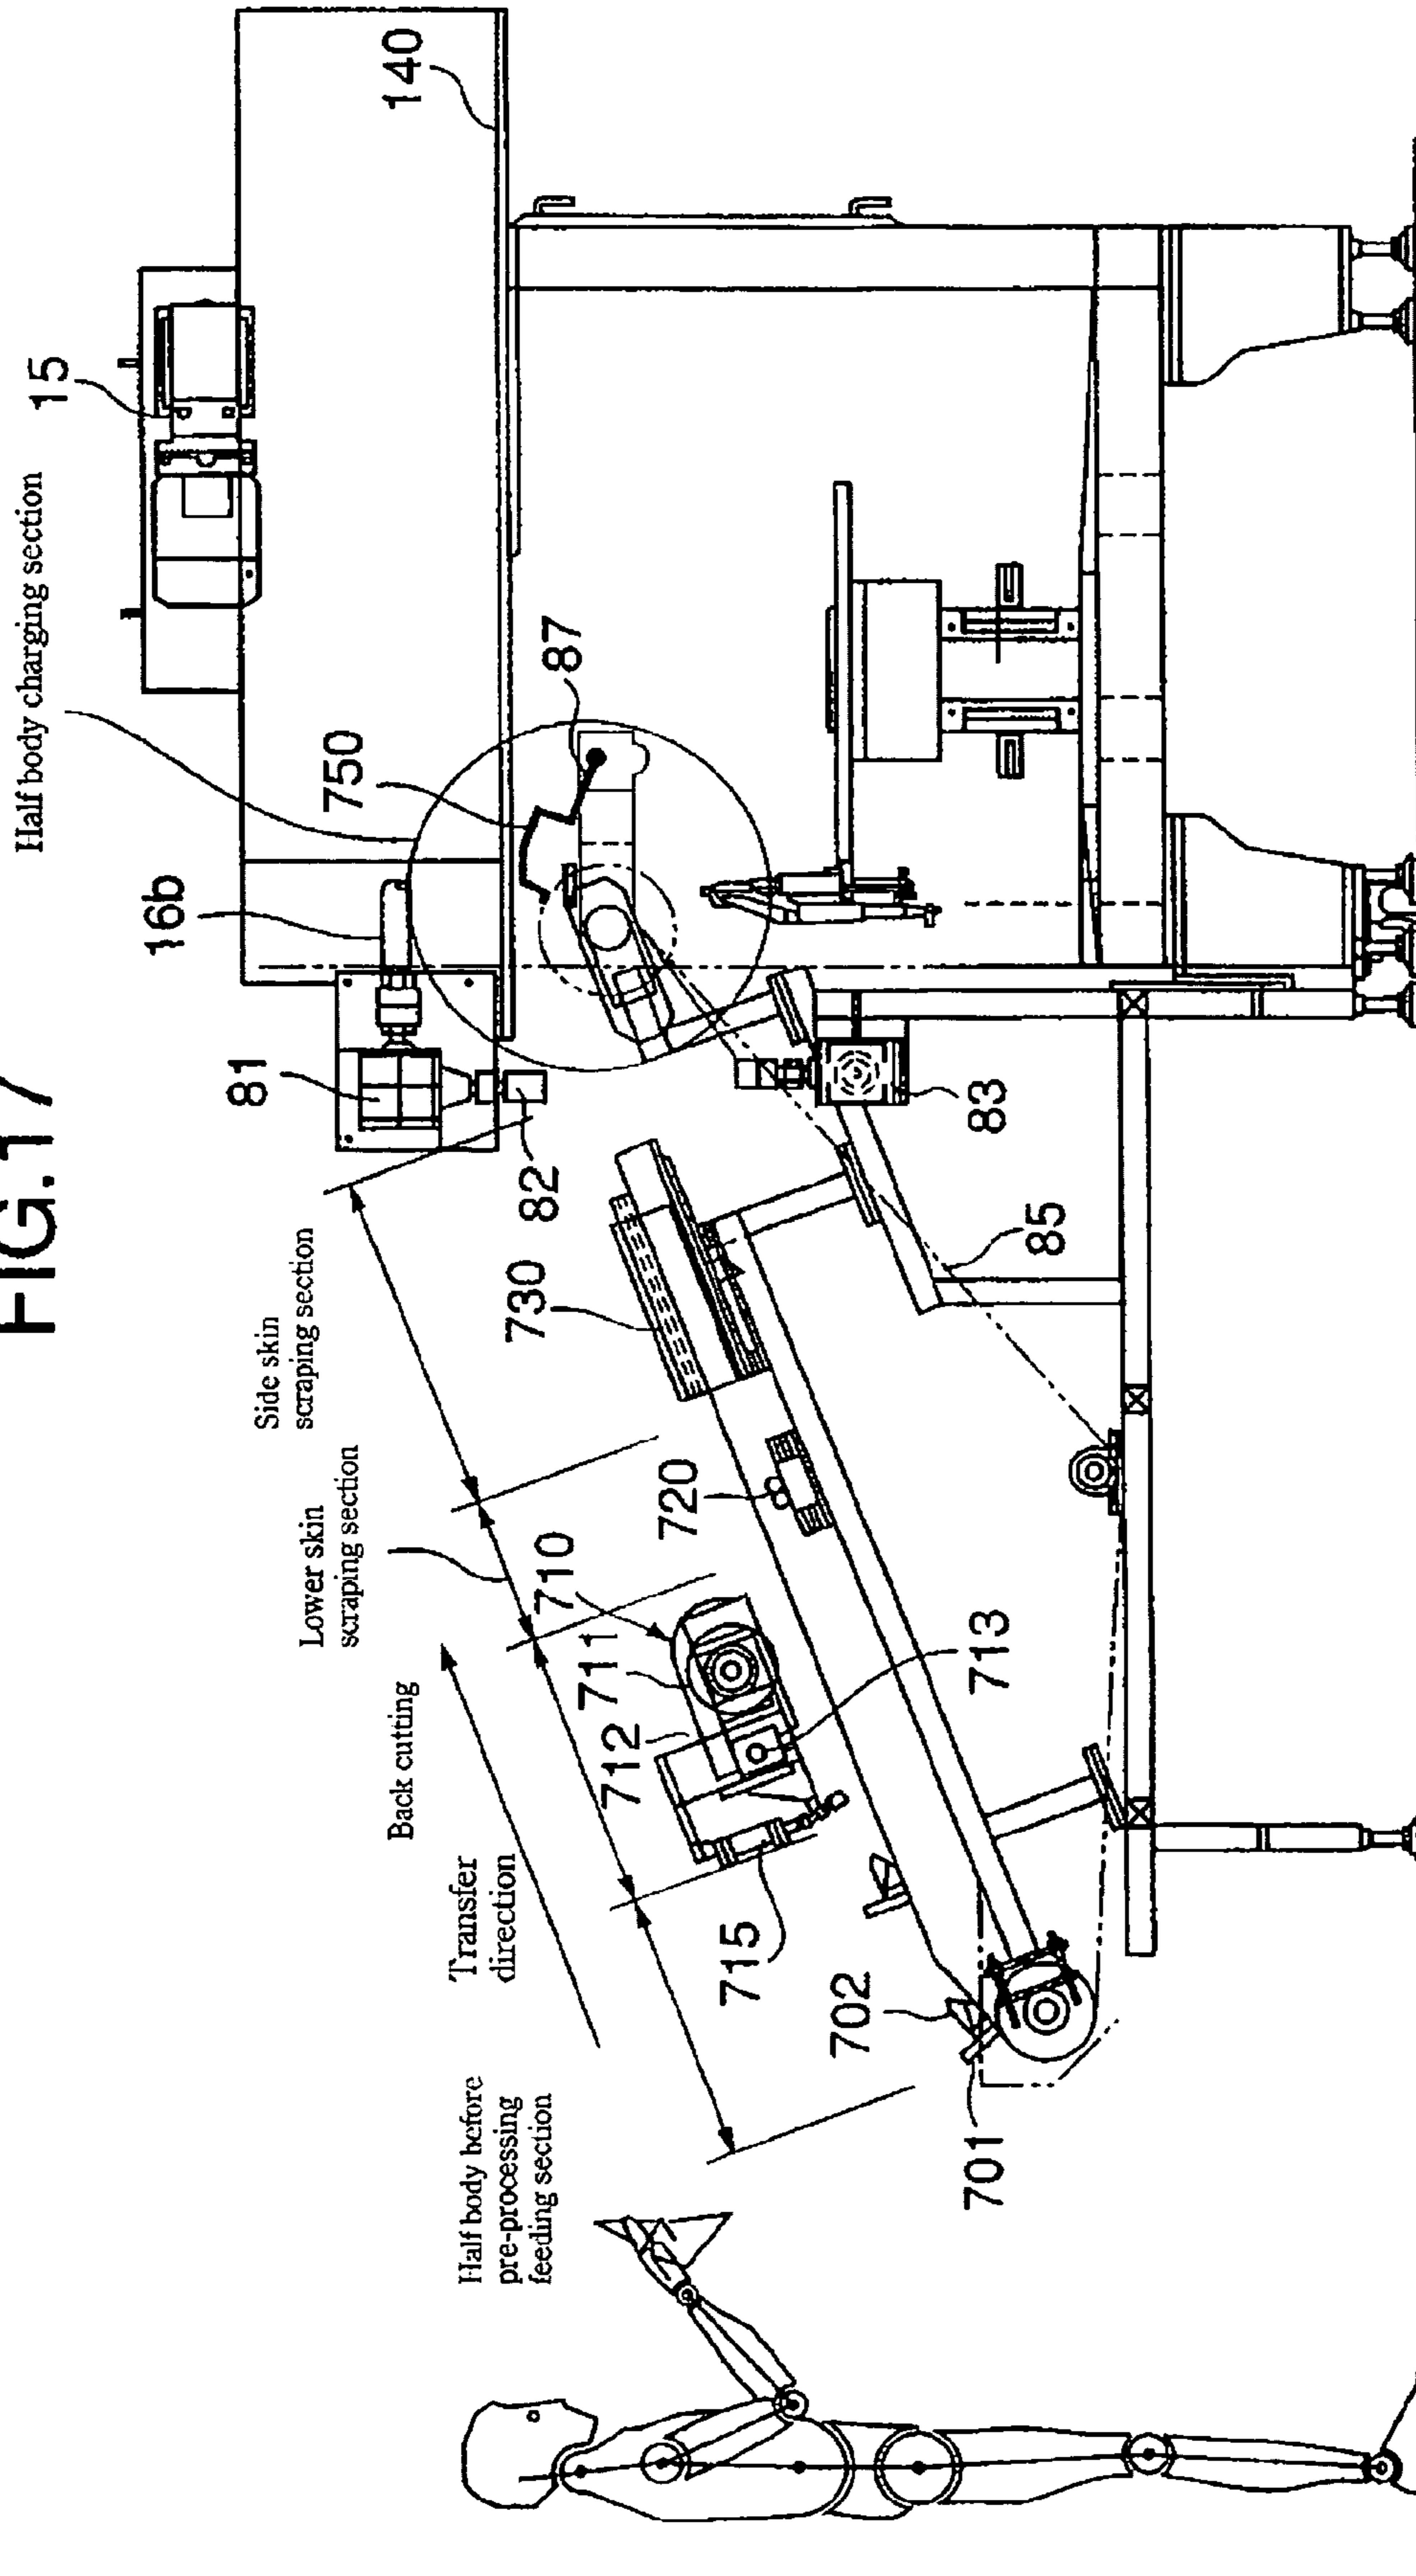 FIG.17
Half body charging section
15
140
16b
750
87
81
82
83
Side skin
scraping section
730
85
Lower skin
scraping section
720
710
711
712
713
Back cutting
715
Transfer
direction
702
701
Half body before
pre-processing
feeding section